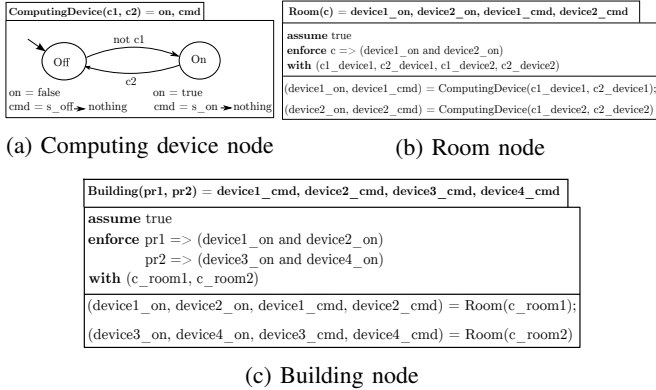 ComputingDevice(c1, c2) = on, cmd
not c1
Off
On
c2
on = false
on = true
cmd = s_off nothing
cmd = s_on nothing
(a) Computing device node
Room(c) = device1_on, device2_on, device1_cmd, device2_cmd
assume true
enforce c => (device1_on and device2_on)
with (c1_device1, c2_device1, c1_device2, c2_device2)
(device1_on, device1_cmd) = ComputingDevice(c1_device1, c2_device1);
(device2_on, device2_cmd) = ComputingDevice(c1_device2, c2_device2)
(b) Room node
Building(pr1, pr2) = device1_cmd, device2_cmd, device3_cmd, device4_cmd
assume true
enforce pr1 => (device1_on and device2_on)
pr2 => (device3_on and device4_on)
with (c_room1, c_room2)
(device1_on, device2_on, device1_cmd, device2_cmd) = Room(c_room1);
(device3_on, device4_on, device3_cmd, device4_cmd) = Room(c_room2)
(c) Building node